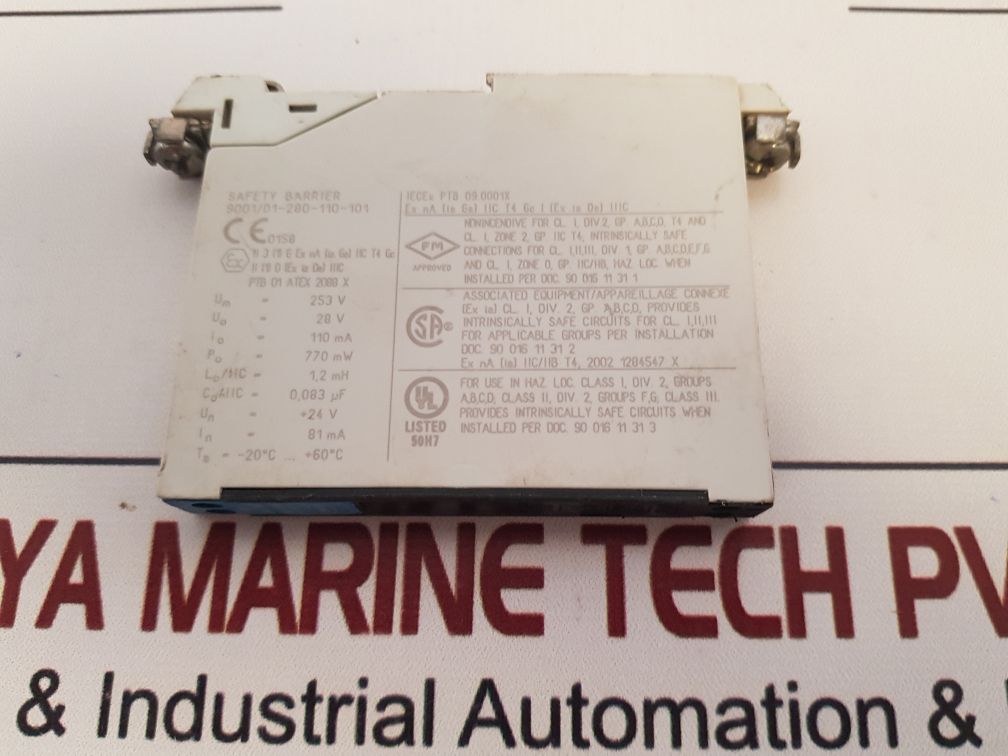 SAFETY BARRIER
9001/01-280-110-101
CE 0158
Ex II 3 (1) G Ex nA [ia Ga] IIC T4 Gc
II (1) D [Ex ia Da] IIIC
PTB 01 ATEX 2088 X
Um = 253 V
Uo = 28 V
Io = 110 mA
Po = 770 mW
Lo/IIC = 1,2 mH
Co/IIC = 0,083 µF
Un = +24 V
In = 81 mA
Ta = -20°C ... +60°C
IECEx PTB 09.0001X
Ex nA [ia Ga] IIC T4 Gc | [Ex ia Da] IIIC
FM
APPROVED
NONINCENDIVE FOR CL. I, DIV.2, GP. A,B,C,D, T4 AND
CL. I, ZONE 2, GP. IIC T4, INTRINSICALLY SAFE
CONNECTIONS FOR CL. I,II,III, DIV. 1, GP. A,B,C,D,E,F,G
AND CL. I, ZONE 0, GP. IIC/IIB, HAZ. LOC. WHEN
INSTALLED PER DOC. 90 016 11 31 1
SA ®
ASSOCIATED EQUIPMENT/APPAREILLAGE CONNEXE
[Ex ia] CL. I, DIV. 2, GP. A,B,C,D, PROVIDES
INTRINSICALLY SAFE CIRCUITS FOR CL. I,II,III
FOR APPLICABLE GROUPS PER INSTALLATION
DOC. 90 016 11 31 2
Ex nA [ia] IIC/IIB T4, 2002 1284547 X
UL ®
LISTED
50H7
FOR USE IN HAZ. LOC. CLASS I, DIV. 2, GROUPS
A,B,C,D, CLASS II, DIV. 2, GROUPS F,G, CLASS III.
PROVIDES INTRINSICALLY SAFE CIRCUITS WHEN
INSTALLED PER DOC. 90 016 11 31 3
YA MARINE TECH PV
& Industrial Automation &